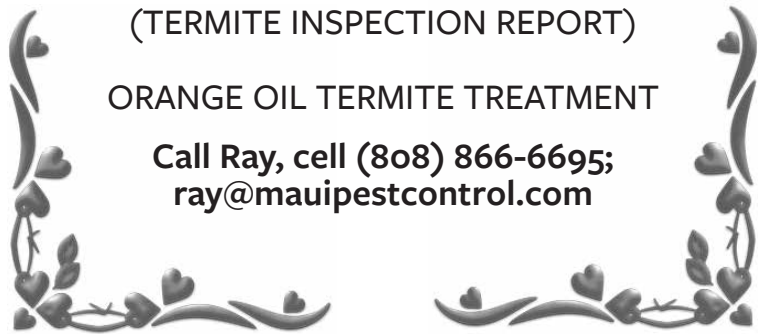 (TERMITE INSPECTION REPORT)
ORANGE OIL TERMITE TREATMENT
Call Ray, cell (808) 866-6695;
ray@mauipestcontrol.com